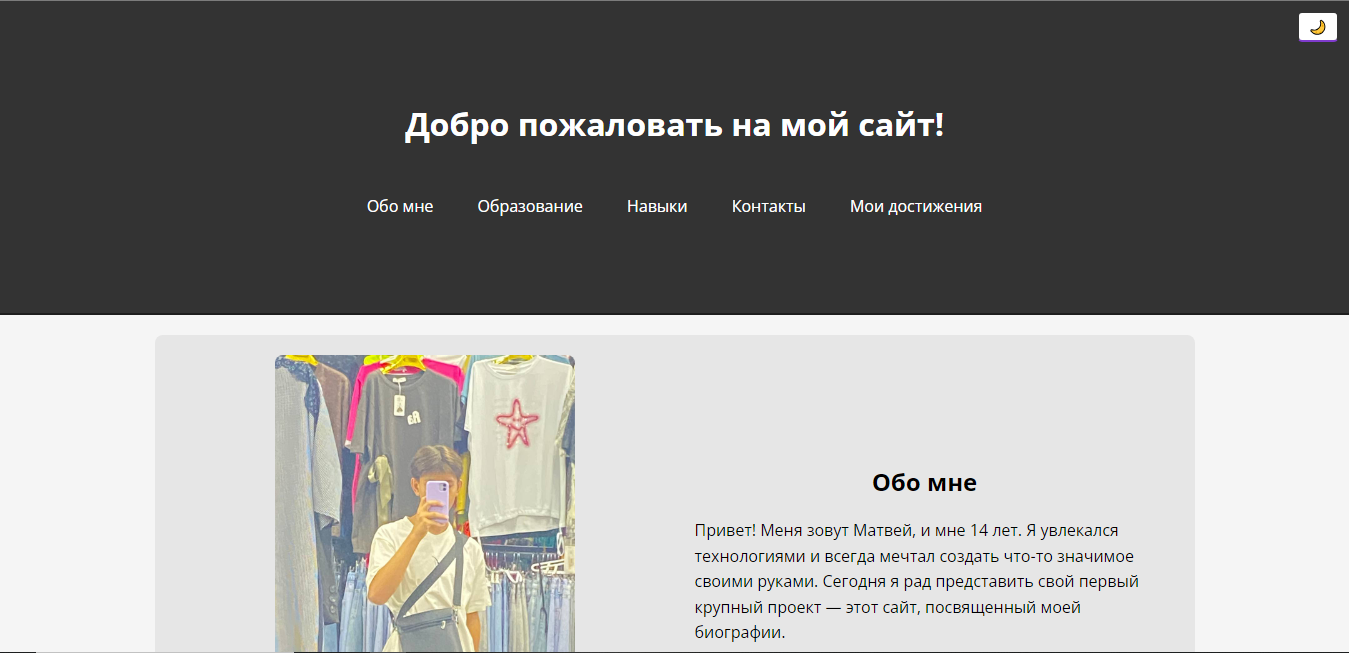 Добро пожаловать на мой сайт!
Обо мне Образование Навыки Контакты Мои достижения
Обо мне
Привет! Меня зовут Матвей, и мне 14 лет. Я увлекался
технологиями и всегда мечтал создать что-то значимое
своими руками. Сегодня я рад представить свой первый
крупный проект — этот сайт, посвященный моей
биографии.